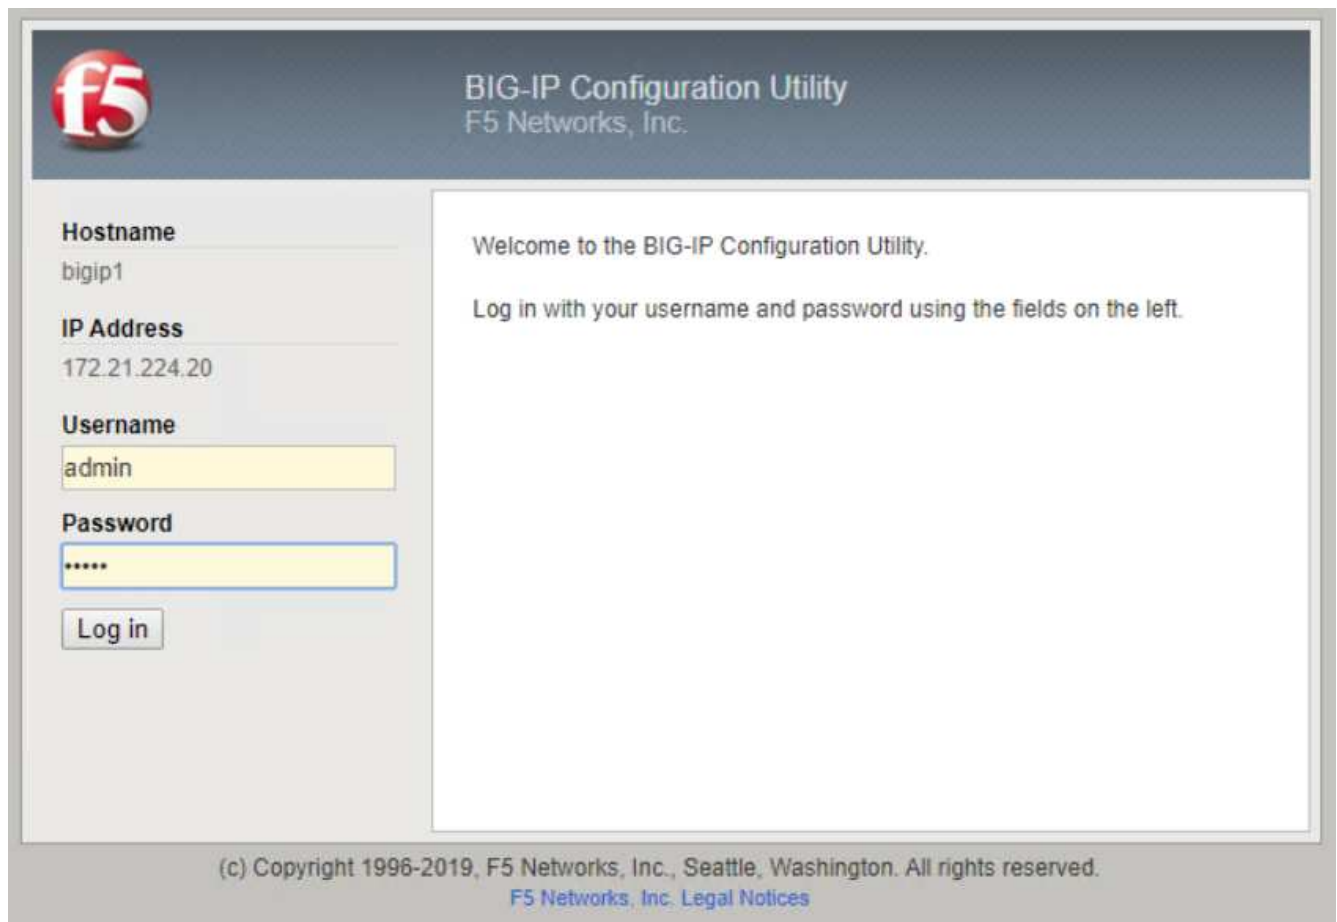 f5
BIG-IP Configuration Utility
F5 Networks, Inc.
Hostname
bigip1
IP Address
172.21.224.20
Username
admin
Password
•••••
Log in
Welcome to the BIG-IP Configuration Utility.
Log in with your username and password using the fields on the left.
(c) Copyright 1996-2019, F5 Networks, Inc., Seattle, Washington. All rights reserved.
F5 Networks, Inc. Legal Notices